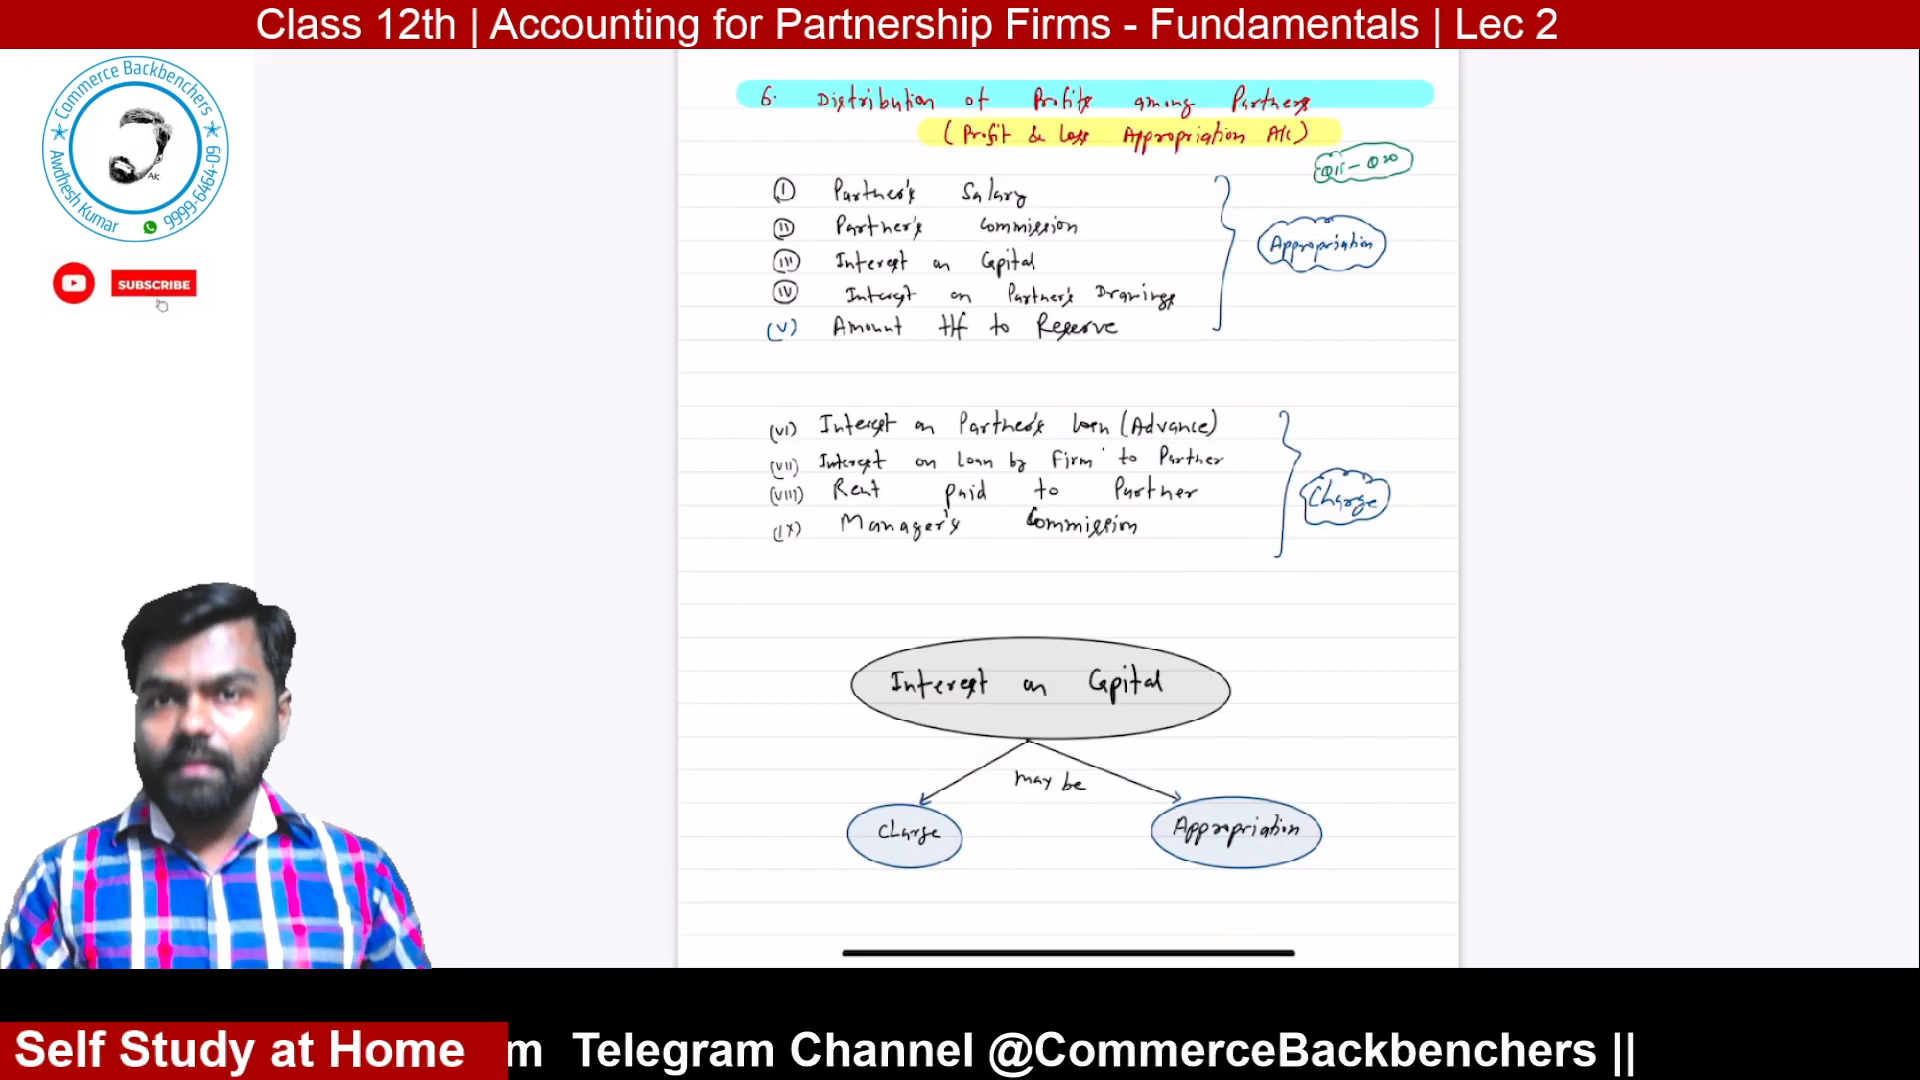 Class 12th | Accounting for Partnership Firms - Fundamentals | Lec 2
Commerce Backbenchers
Awdhesh Kumar
9999-6464-09
AK
SUBSCRIBE
6. Distribution of Profits among Partners
(Profit & Loss Appropriation A/c)
Q11 - Q20
(I) Partner's Salary
(II) Partner's Commission
(III) Interest on Capital
(IV) Interest on Partner's Drawings
(V) Amount t/f to Reserve
Appropriation
(VI) Interest on Partner's Loan (Advance)
(VII) Interest on loan by Firm to Partner
(VIII) Rent paid to Partner
(IX) Manager's Commission
Charge
Interest on Capital
may be
Charge
Appropriation
Self Study at Home
m Telegram Channel @CommerceBackbenchers ||